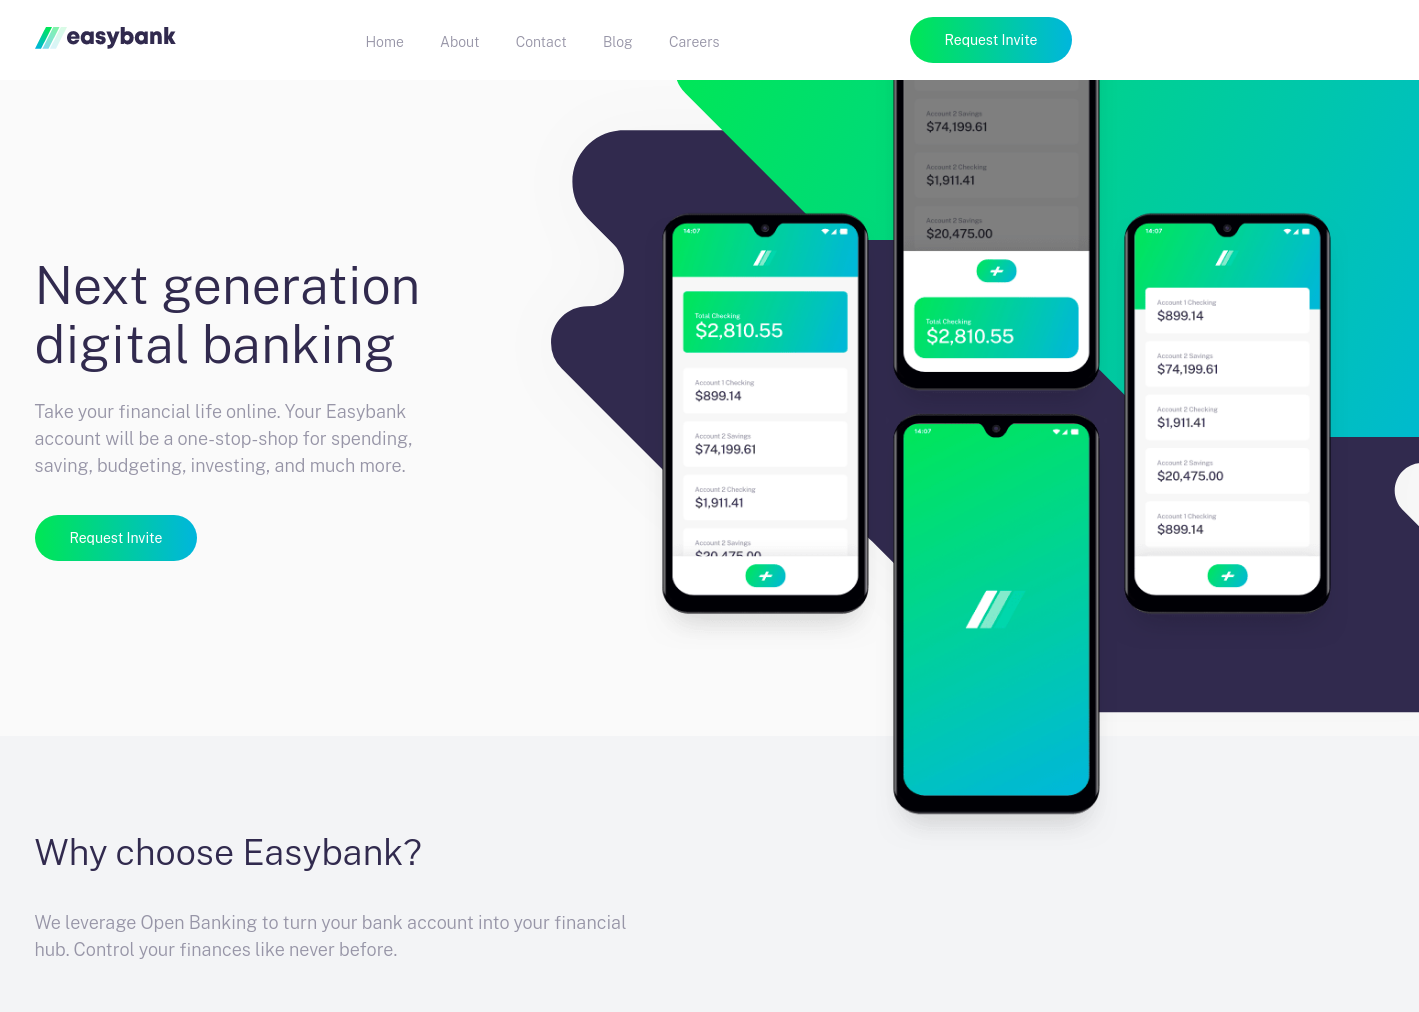 easybank
Home About Contact Blog Careers
Request Invite
Next generation
digital banking
Take your financial life online. Your Easybank
account will be a one-stop-shop for spending,
saving, budgeting, investing, and much more.
Request Invite
14:07
Total Checking
$2,810.55
Account 1 Checking
$899.14
Account 2 Savings
$74,199.61
Account 2 Checking
$1,911.41
Account 2 Savings
$20,475.00
Account 2 Savings
$74,199.61
Account 2 Checking
$1,911.41
Account 2 Savings
$20,475.00
Total Checking
$2,810.55
14:07
14:07
Account 1 Checking
$899.14
Account 2 Savings
$74,199.61
Account 2 Checking
$1,911.41
Account 2 Savings
$20,475.00
Account 1 Checking
$899.14
Why choose Easybank?
We leverage Open Banking to turn your bank account into your financial
hub. Control your finances like never before.